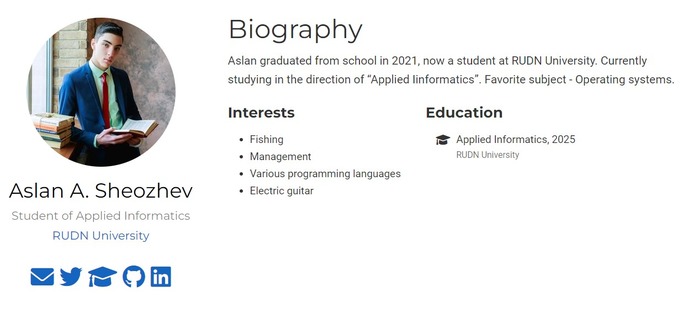 Biography
Aslan graduated from school in 2021, now a student at RUDN University. Currently
studying in the direction of “Applied Iinformatics”. Favorite subject - Operating systems.
Interests
Fishing
Management
Various programming languages
Electric guitar
Education
Applied Informatics, 2025
RUDN University
Aslan A. Sheozhev
Student of Applied Informatics
RUDN University
in